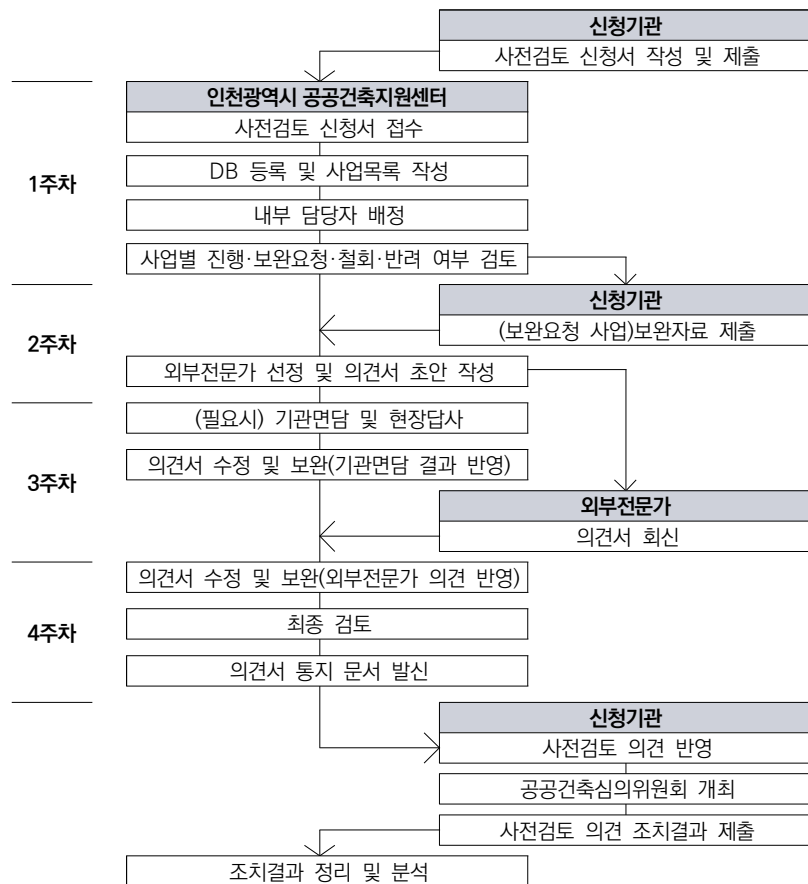 신청기관
사전검토 신청서 작성 및 제출
1주차
인천광역시 공공건축지원센터
사전검토 신청서 접수
DB 등록 및 사업목록 작성
내부 담당자 배정
사업별 진행·보완요청·철회·반려 여부 검토
2주차
신청기관
(보완요청 사업)보완자료 제출
외부전문가 선정 및 의견서 초안 작성
3주차
(필요시) 기관면담 및 현장답사
의견서 수정 및 보완(기관면담 결과 반영)
외부전문가
의견서 회신
4주차
의견서 수정 및 보완(외부전문가 의견 반영)
최종 검토
의견서 통지 문서 발신
신청기관
사전검토 의견 반영
공공건축심의위원회 개최
사전검토 의견 조치결과 제출
조치결과 정리 및 분석